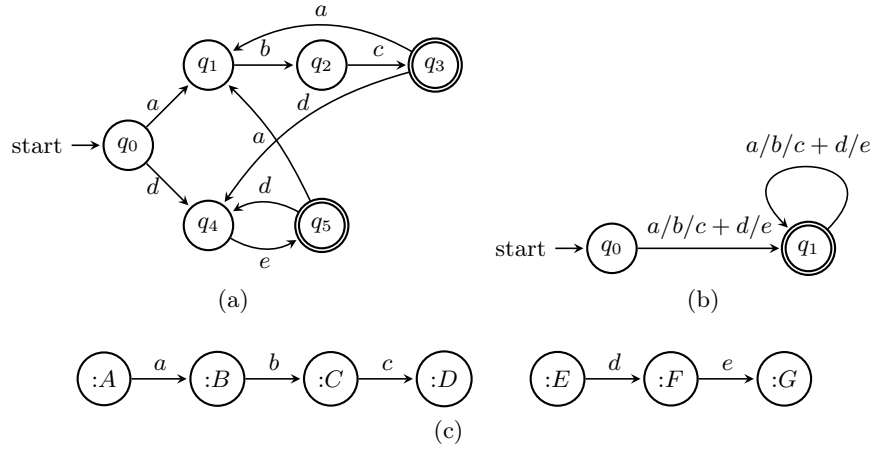 a
q1 b q2 c q3
a d
start q0
a
d d
q4 q5
e
(a)
a/b/c + d/e
a/b/c + d/e
start q0 q1
(b)
:A a :B b :C c :D :E d :F e :G
(c)